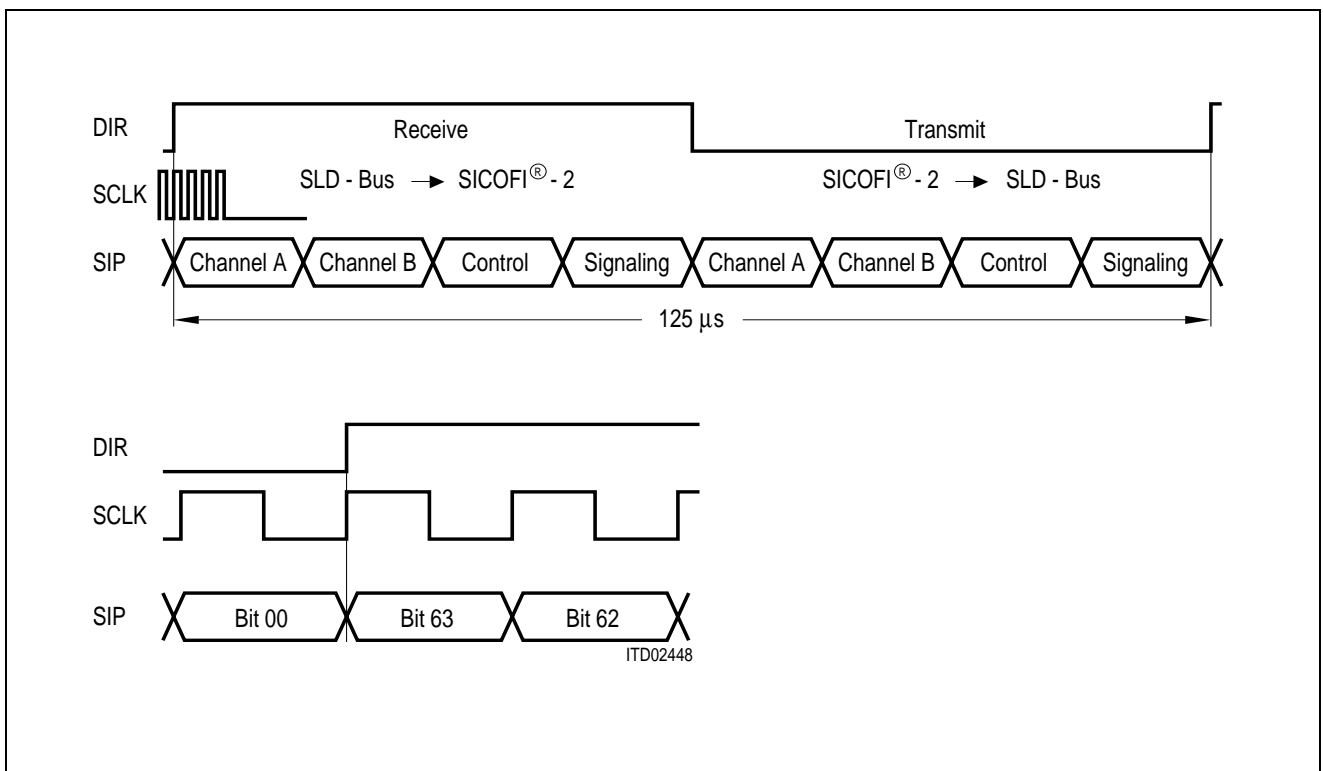 DIR Receive Transmit
SCLK SLD - Bus → SICOFI® - 2 SICOFI® - 2 → SLD - Bus
SIP Channel A Channel B Control Signaling Channel A Channel B Control Signaling
125 µs
DIR
SCLK
SIP Bit 00 Bit 63 Bit 62
ITD02448